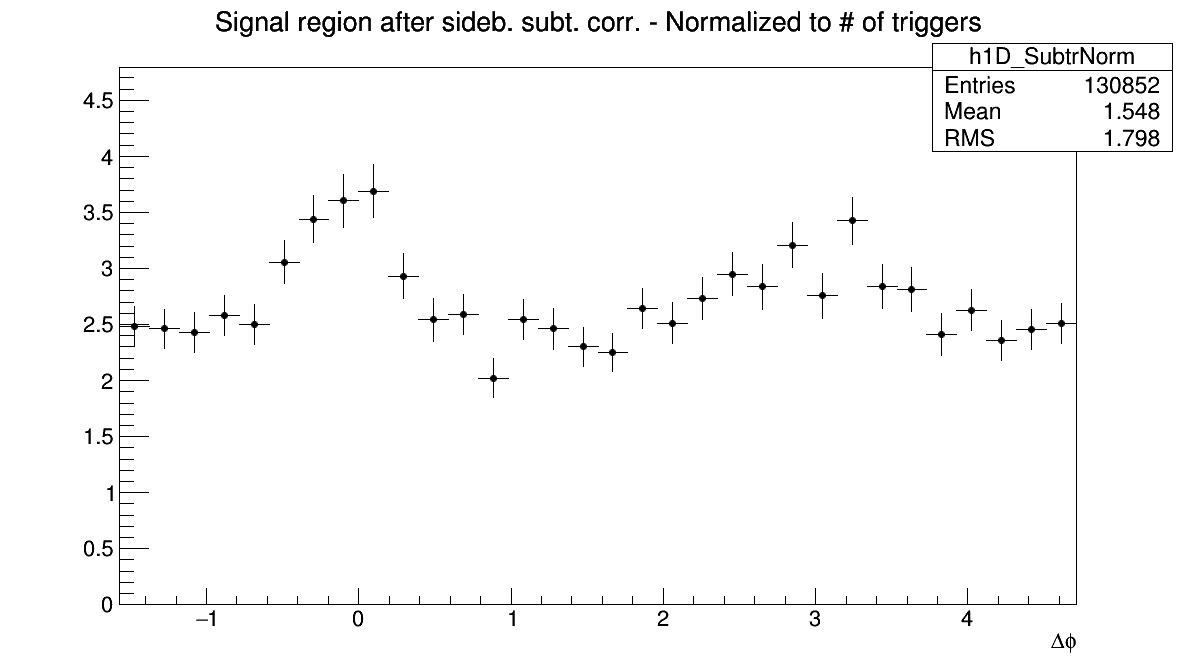 Signal region after sideb. subt. corr. - Normalized to # of triggers
h1D_SubtrNorm
Entries 130852
Mean 1.548
RMS 1.798
4.5
4
3.5
3
2.5
2
1.5
1
0.5
0
−1 0 1 2 3 4
Δϕ